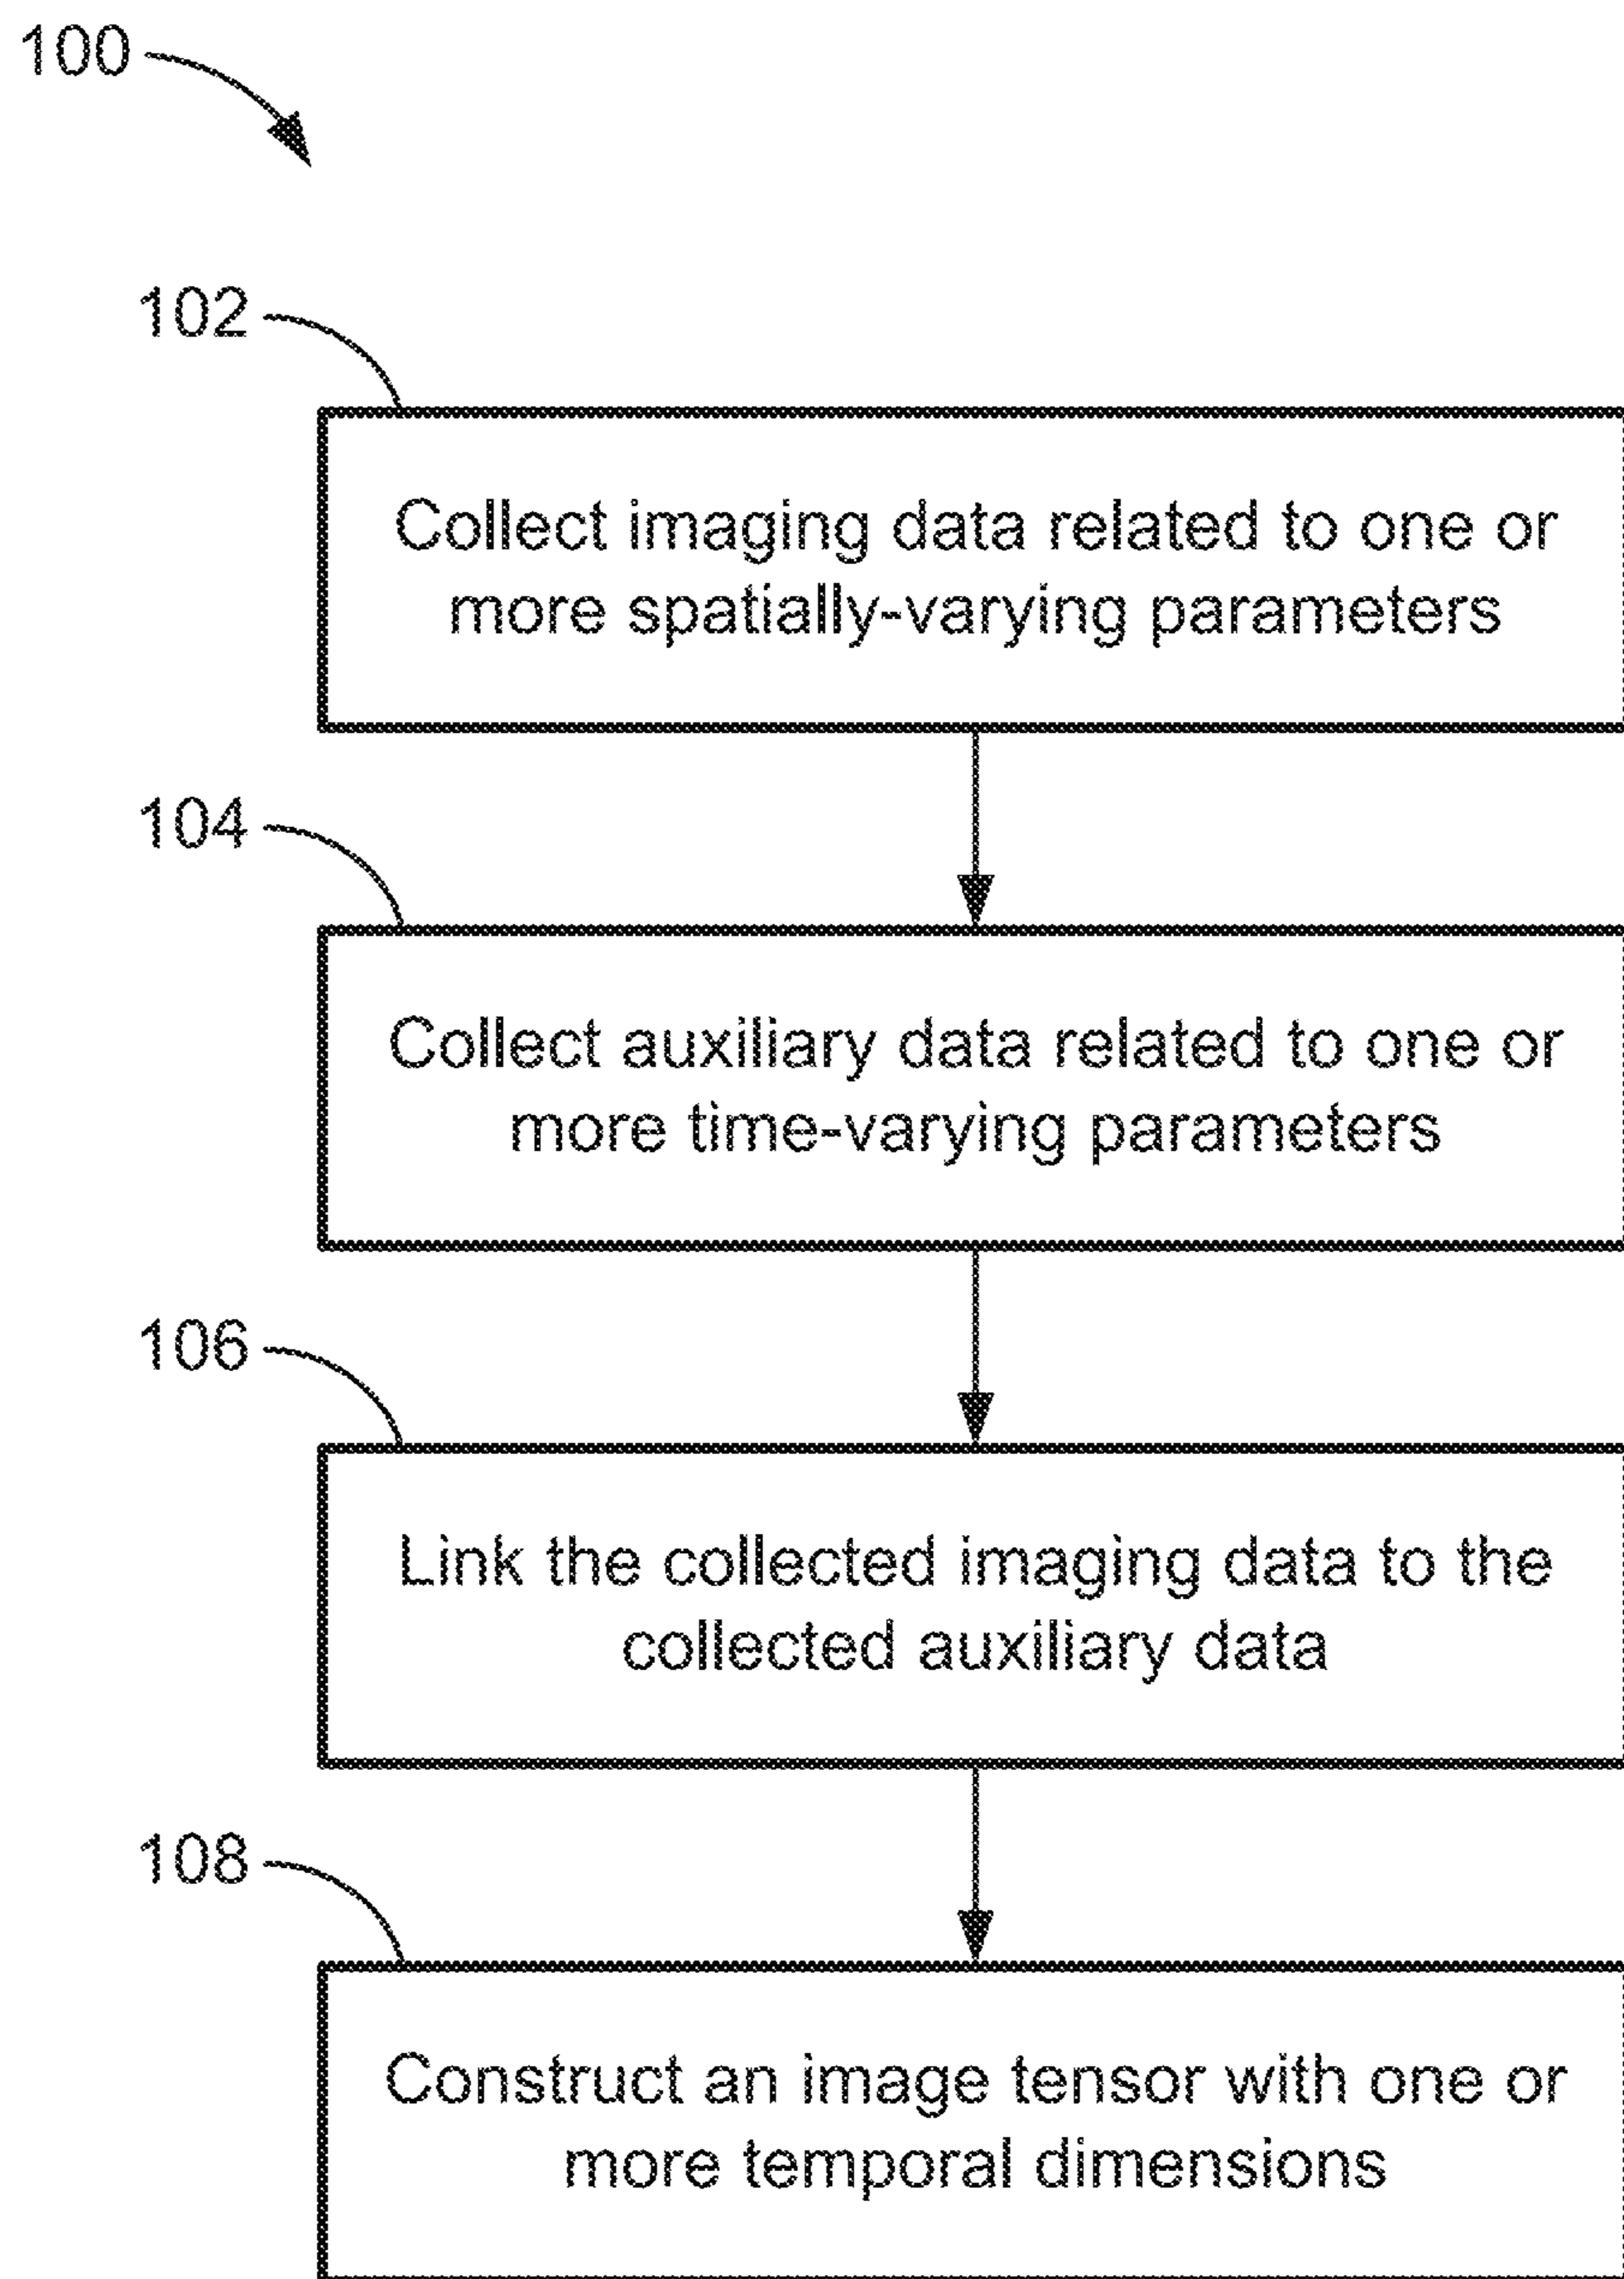 100
102
Collect imaging data related to one or
more spatially-varying parameters
104
Collect auxiliary data related to one or
more time-varying parameters
106
Link the collected imaging data to the
collected auxiliary data
108
Construct an image tensor with one or
more temporal dimensions